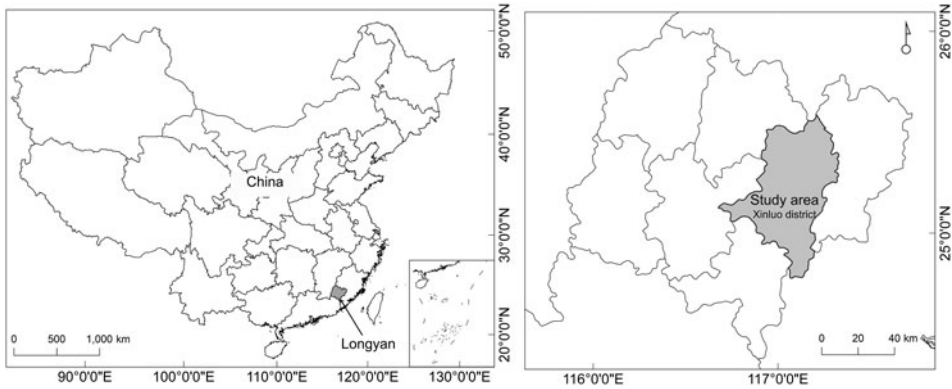 China
Longyan
0 500 1,000 km
90°0'0"E 100°0'0"E 110°0'0"E 120°0'0"E 130°0'0"E
50°0'0"N
40°0'0"N
30°0'0"N
20°0'0"N
Study area
Xinluo district
0 20 40 km
116°0'0"E 117°0'0"E
26°0'0"N
25°0'0"N